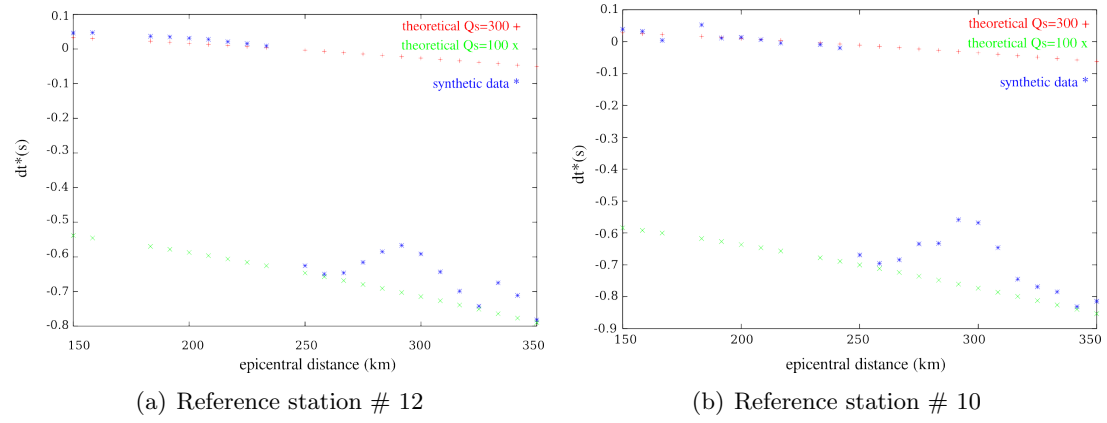 0.1
0
-0.1
-0.2
-0.3
-0.4
-0.5
-0.6
-0.7
-0.8
dt*(s)
150
200
250
300
350
epicentral distance (km)
theoretical Qs=300 +
theoretical Qs=100 x
synthetic data *
(a) Reference station # 12
0.1
0
-0.1
-0.2
-0.3
-0.4
-0.5
-0.6
-0.7
-0.8
-0.9
dt*(s)
150
200
250
300
350
epicentral distance (km)
theoretical Qs=300 +
theoretical Qs=100 x
synthetic data *
(b) Reference station # 10